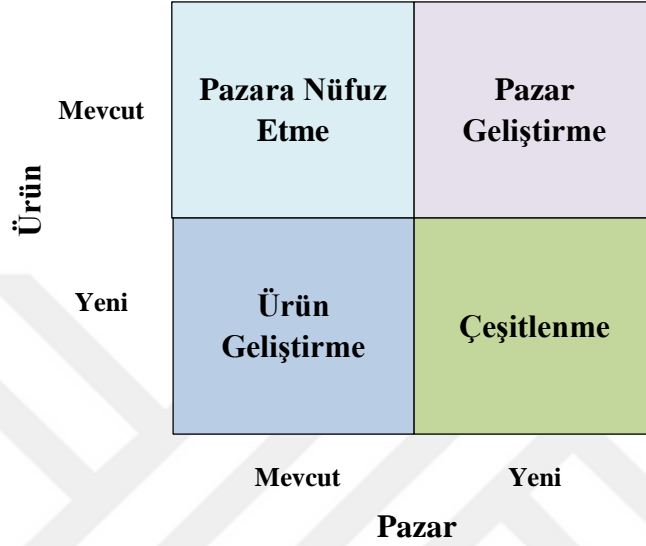 Pazara Nüfuz
Etme
Pazar
Geliştirme
Mevcut
Ürün
Yeni
Ürün
Geliştirme
Çeşitlenme
Mevcut
Yeni
Pazar